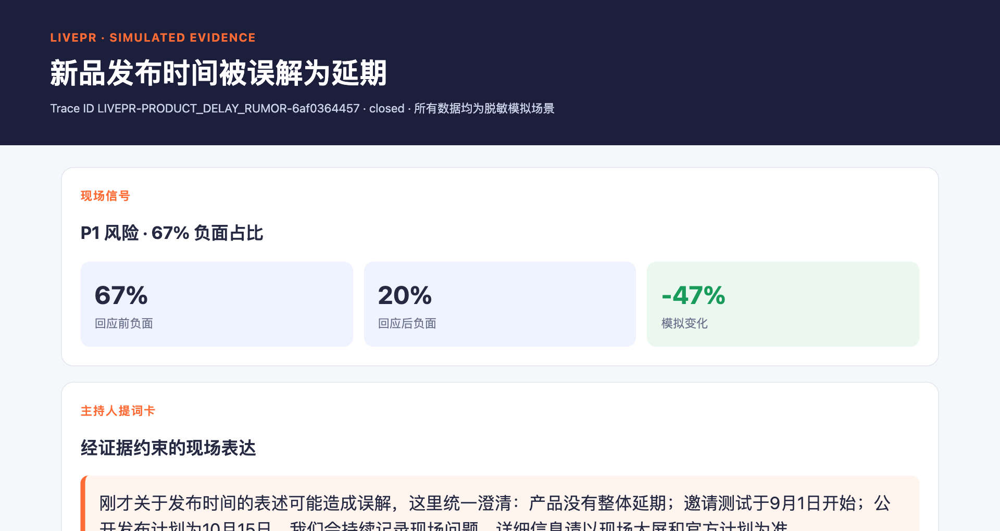 LIVEPR · SIMULATED EVIDENCE
新品发布时间被误解为延期
Trace ID LIVEPR-PRODUCT_DELAY_RUMOR-6af0364457 · closed · 所有数据均为脱敏模拟场景
现场信号
P1 风险 · 67% 负面占比
67%
回应前负面
20%
回应后负面
-47%
模拟变化
主持人提词卡
经证据约束的现场表达
刚才关于发布时间的表述可能造成误解，这里统一澄清：产品没有整体延期；邀请测试于9月1日开始；公
开发布计划为10月15日。我们会持续记录现场问题，详细信息请以现场大屏和官方计划为准。